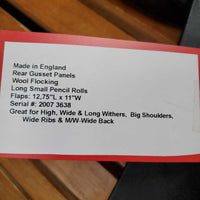 Made in England
Rear Gusset Panels
Wool Flocking
Long Small Pencil Rolls
Flaps: 12,75"L x 11"W
Serial #: 2007 3638
Great for High, Wide & Long Withers, Big Shoulders,
Wide Ribs & M/W-Wide Back